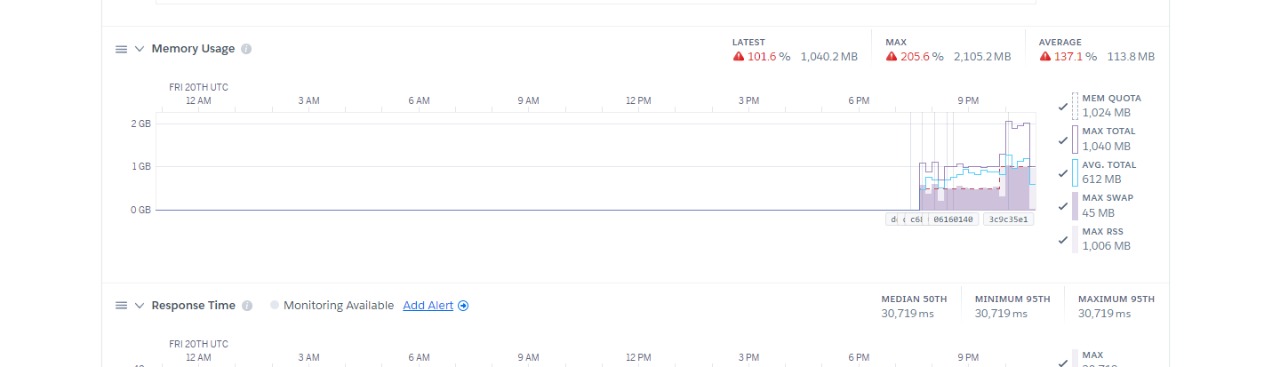 Memory Usage
LATEST
101.6 % 1,040.2 MB
MAX
205.6 % 2,105.2 MB
AVERAGE
137.1 % 113.8 MB
FRI 20TH UTC
12 AM 3 AM 6 AM 9 AM 12 PM 3 PM 6 PM 9 PM
2 GB
1 GB
0 GB
c6 06160140 3c9c35e1
MEM QUOTA
1,024 MB
MAX TOTAL
1,040 MB
AVG. TOTAL
612 MB
MAX SWAP
45 MB
MAX RSS
1,006 MB
Response Time Monitoring Available Add Alert
MEDIAN 50TH
30,719 ms
MINIMUM 95TH
30,719 ms
MAXIMUM 95TH
30,719 ms
FRI 20TH UTC
12 AM 3 AM 6 AM 9 AM 12 PM 3 PM 6 PM 9 PM
MAX